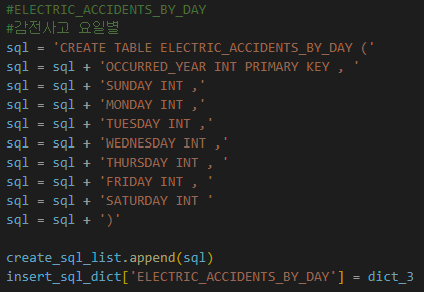 #ELECTRIC_ACCIDENTS_BY_DAY
#감전사고 요일별
sql = 'CREATE TABLE ELECTRIC_ACCIDENTS_BY_DAY ('
sql = sql + 'OCCURRED_YEAR INT PRIMARY KEY , '
sql = sql + 'SUNDAY INT ,'
sql = sql + 'MONDAY INT ,'
sql = sql + 'TUESDAY INT ,'
sql = sql + 'WEDNESDAY INT ,'
sql = sql + 'THURSDAY INT , '
sql = sql + 'FRIDAY INT , '
sql = sql + 'SATURDAY INT '
sql = sql + ')'
create_sql_list.append(sql)
insert_sql_dict['ELECTRIC_ACCIDENTS_BY_DAY'] = dict_3